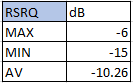 RSRQ dB
MAX -6
MIN -15
AV -10.26